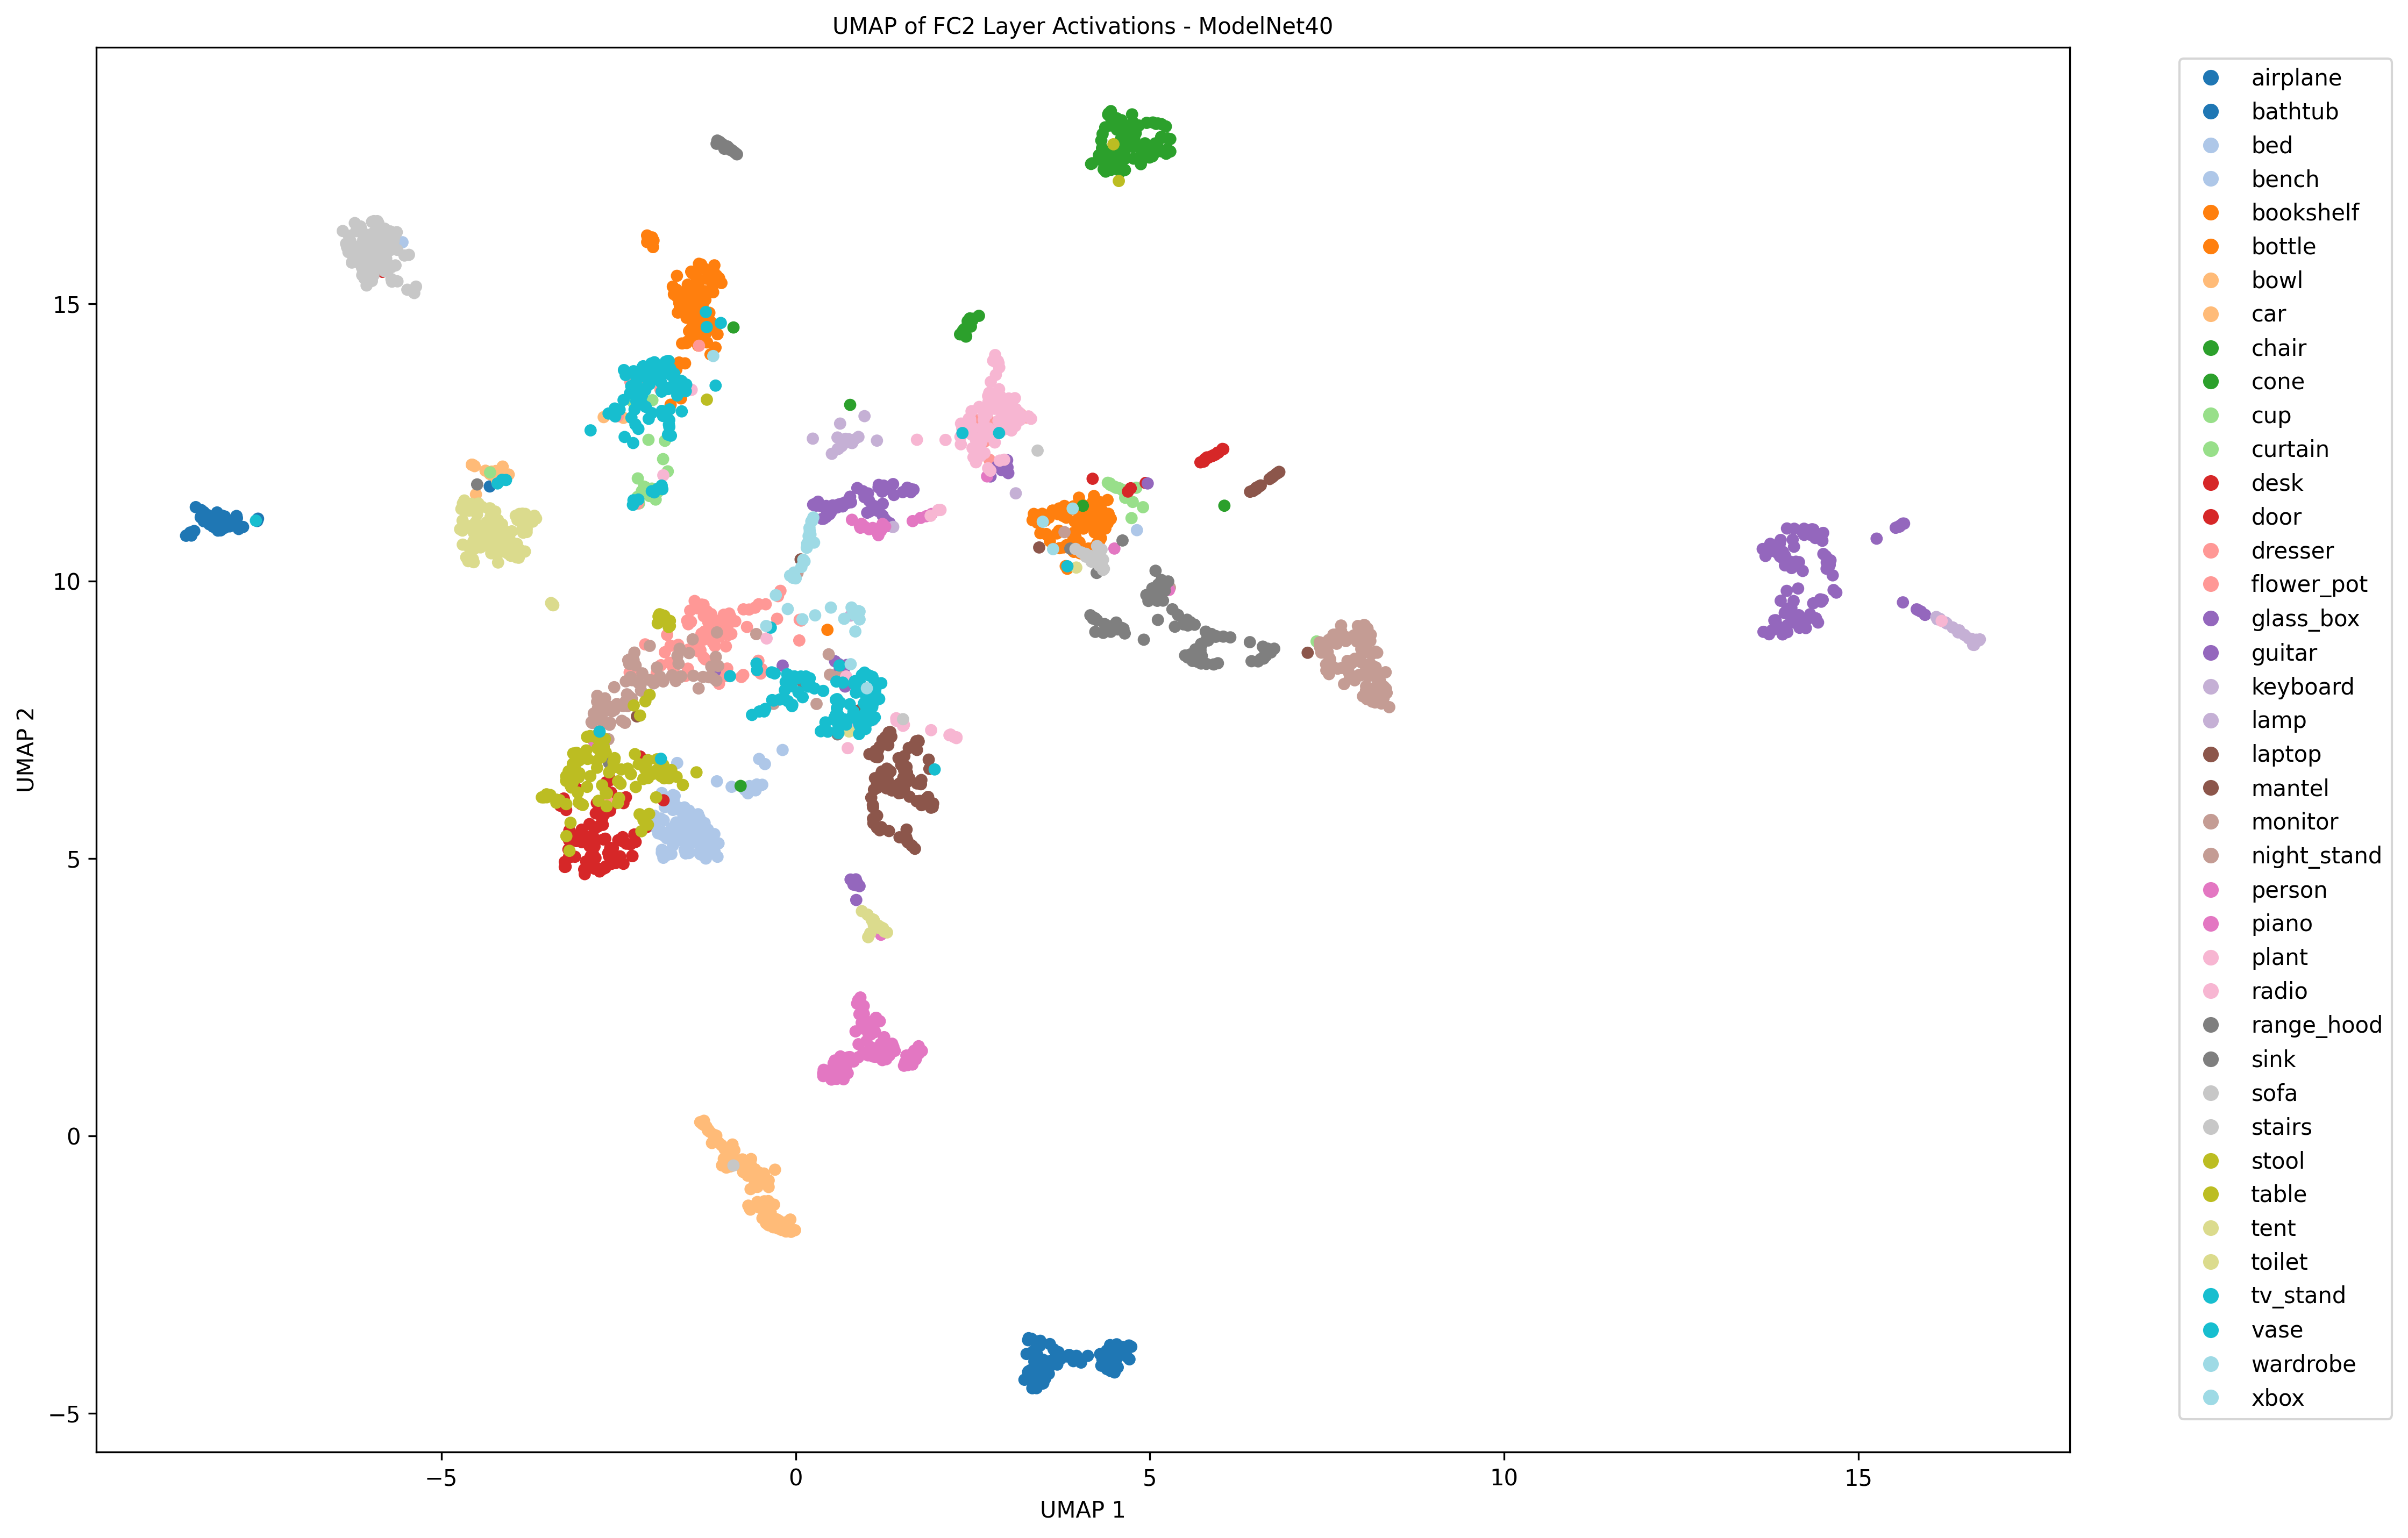 UMAP of FC2 Layer Activations - ModelNet40
15
10
5
0
−5
UMAP 2
−5
0
5
10
15
UMAP 1
airplane
bathtub
bed
bench
bookshelf
bottle
bowl
car
chair
cone
cup
curtain
desk
door
dresser
flower_pot
glass_box
guitar
keyboard
lamp
laptop
mantel
monitor
night_stand
person
piano
plant
radio
range_hood
sink
sofa
stairs
stool
table
tent
toilet
tv_stand
vase
wardrobe
xbox